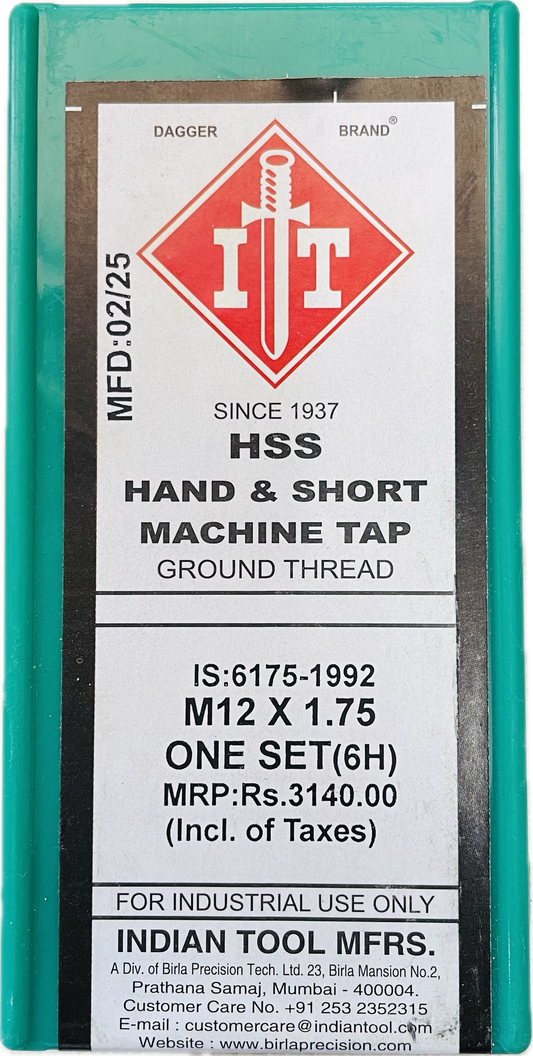 DAGGER BRAND®
I T
MFD:02/25
SINCE 1937
HSS
HAND & SHORT
MACHINE TAP
GROUND THREAD
IS:6175-1992
M12 X 1.75
ONE SET(6H)
MRP:Rs.3140.00
(Incl. of Taxes)
FOR INDUSTRIAL USE ONLY
INDIAN TOOL MFRS.
A Div. of Birla Precision Tech. Ltd. 23, Birla Mansion No.2,
Prathana Samaj, Mumbai - 400004.
Customer Care No. +91 253 2352315
E-mail : customercare@indiantool.com
Website : www.birlaprecision.com